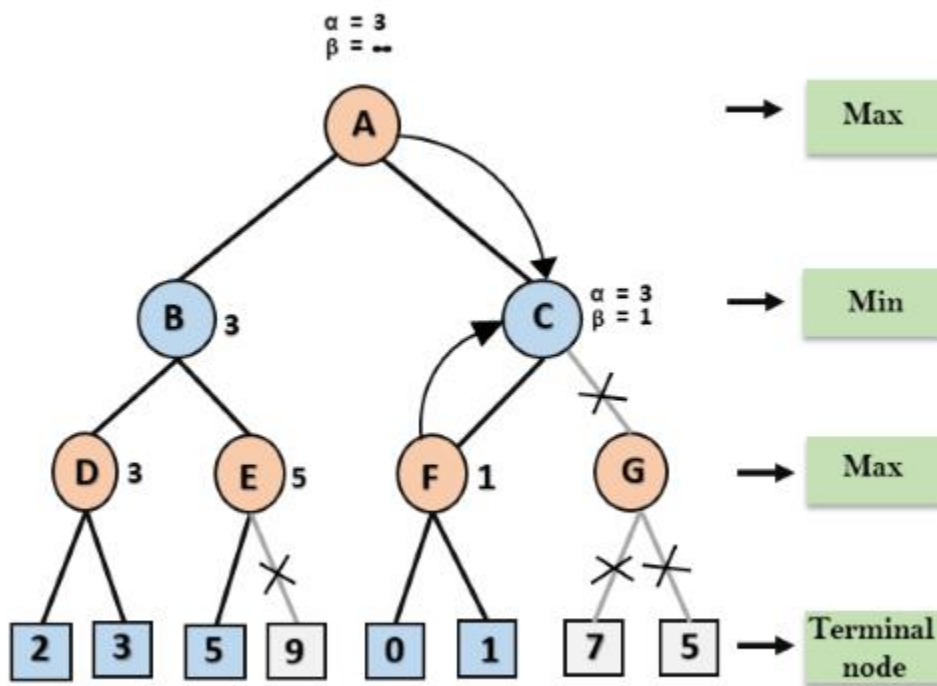 α = 3
β = ∞
A
Max
B
3
C
α = 3
β = 1
Min
D
3
E
5
F
1
G
Max
2
3
5
9
0
1
7
5
Terminal
node